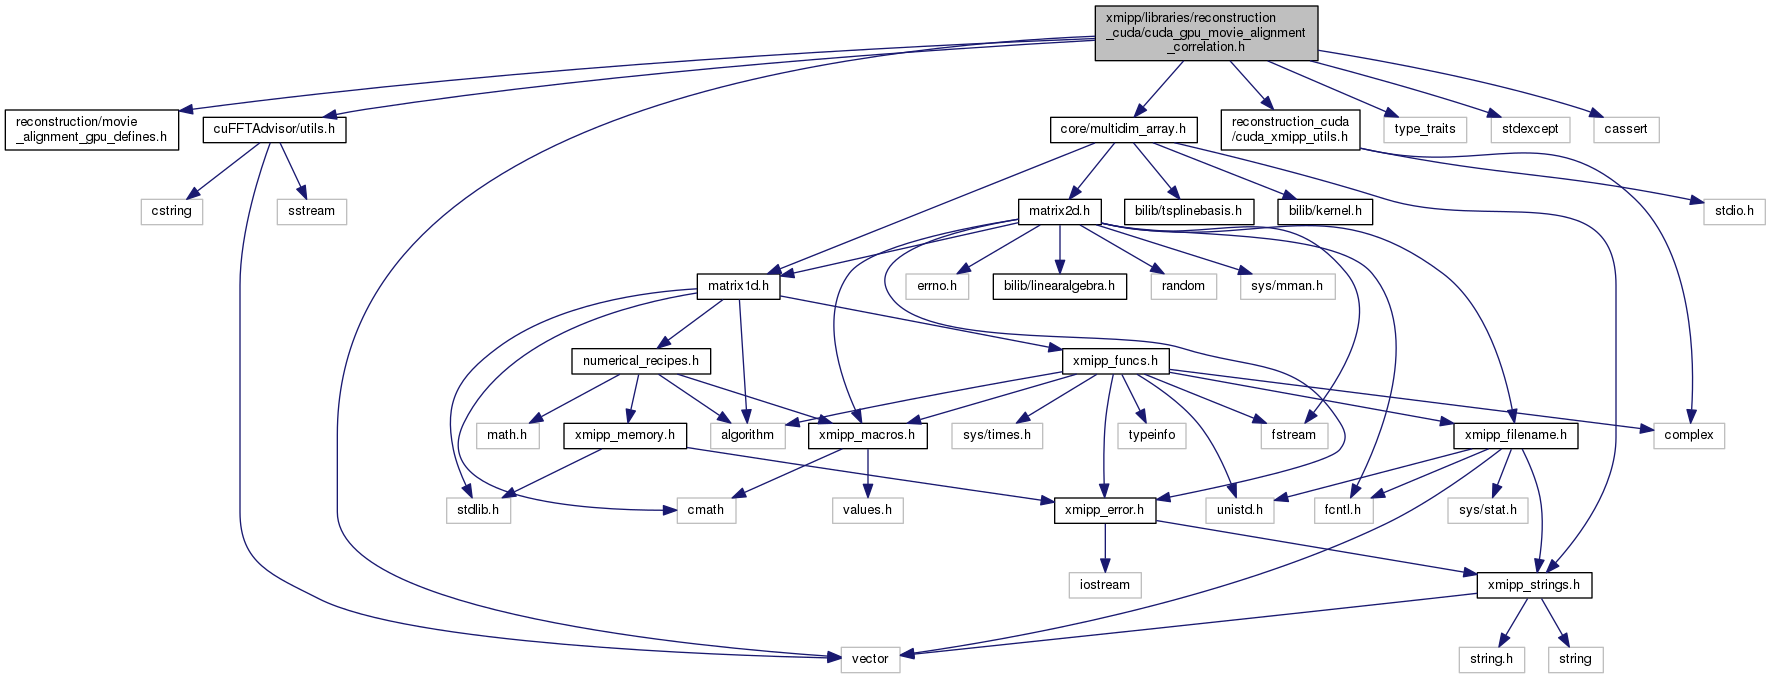 xmipp/libraries/reconstruction
_cuda/cuda_gpu_movie_alignment
_correlation.h
reconstruction/movie
_alignment_gpu_defines.h
cuFFTAdvisor/utils.h
core/multidim_array.h
reconstruction_cuda
/cuda_xmipp_utils.h
type_traits
stdexcept
cassert
cstring
sstream
matrix2d.h
bilib/tsplinebasis.h
bilib/kernel.h
stdio.h
matrix1d.h
errno.h
bilib/linearalgebra.h
random
sys/mman.h
numerical_recipes.h
xmipp_funcs.h
math.h
xmipp_memory.h
algorithm
xmipp_macros.h
sys/times.h
typeinfo
fstream
xmipp_filename.h
complex
stdlib.h
cmath
values.h
xmipp_error.h
unistd.h
fcntl.h
sys/stat.h
iostream
xmipp_strings.h
vector
string.h
string